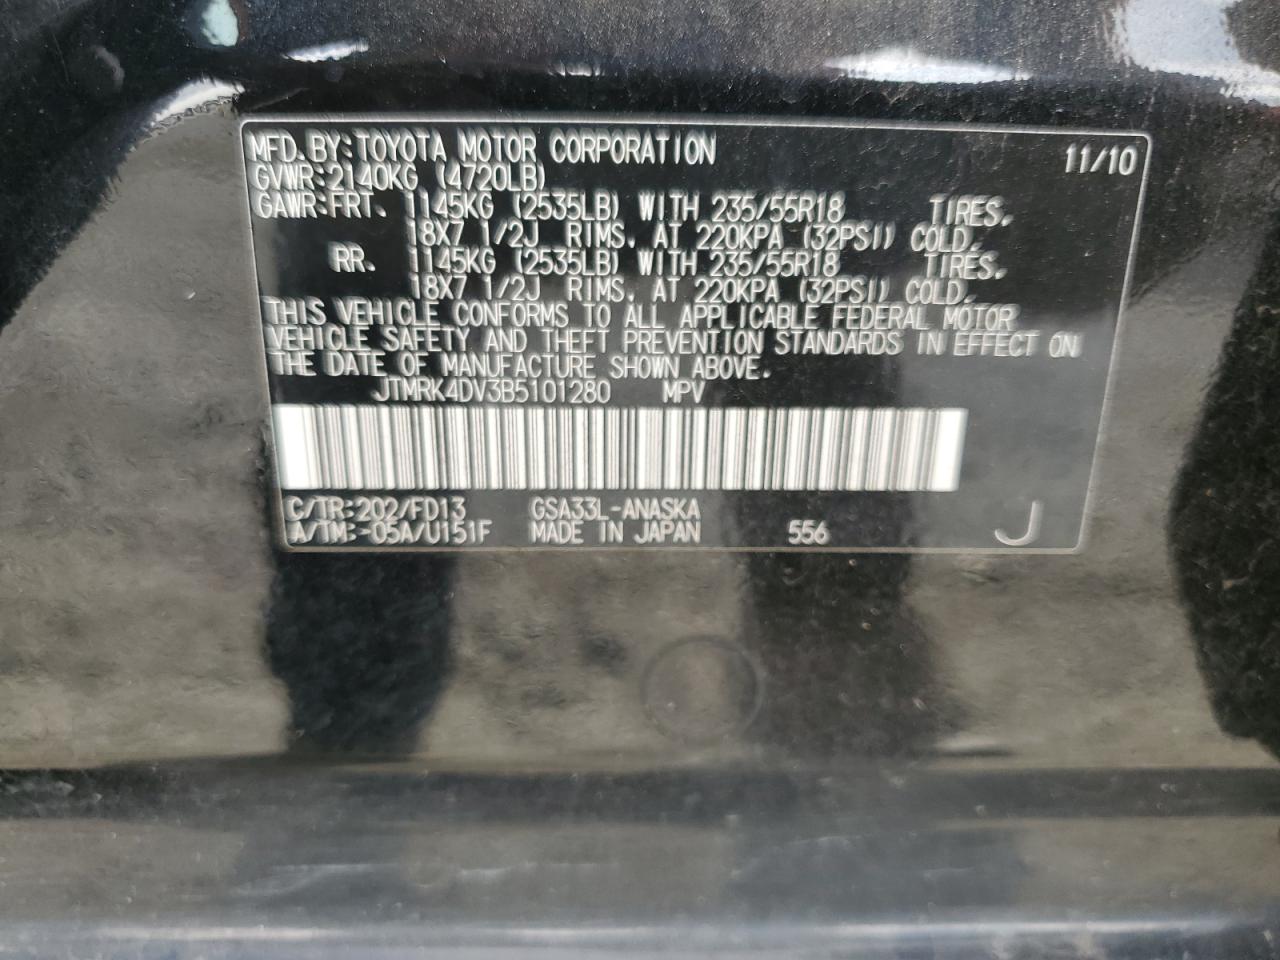 MFD. BY:TOYOTA MOTOR CORPORATION 11/10
GVWR:2140KG (4720LB)
GAWR:FRT. 1145KG (2535LB) WITH 235/55R18 TIRES.
18X7 1/2J RIMS. AT 220KPA (32PSI) COLD.
RR. 1145KG (2535LB) WITH 235/55R18 TIRES.
18X7 1/2J RIMS. AT 220KPA (32PSI) COLD.
THIS VEHICLE CONFORMS TO ALL APPLICABLE FEDERAL MOTOR
VEHICLE SAFETY AND THEFT PREVENTION STANDARDS IN EFFECT ON
THE DATE OF MANUFACTURE SHOWN ABOVE.
JTMRK4DV3B5101280 MPV
C/TR:202/FD13 GSA33L-ANASKA
A/TM:-05A/U151F MADE IN JAPAN 556 J